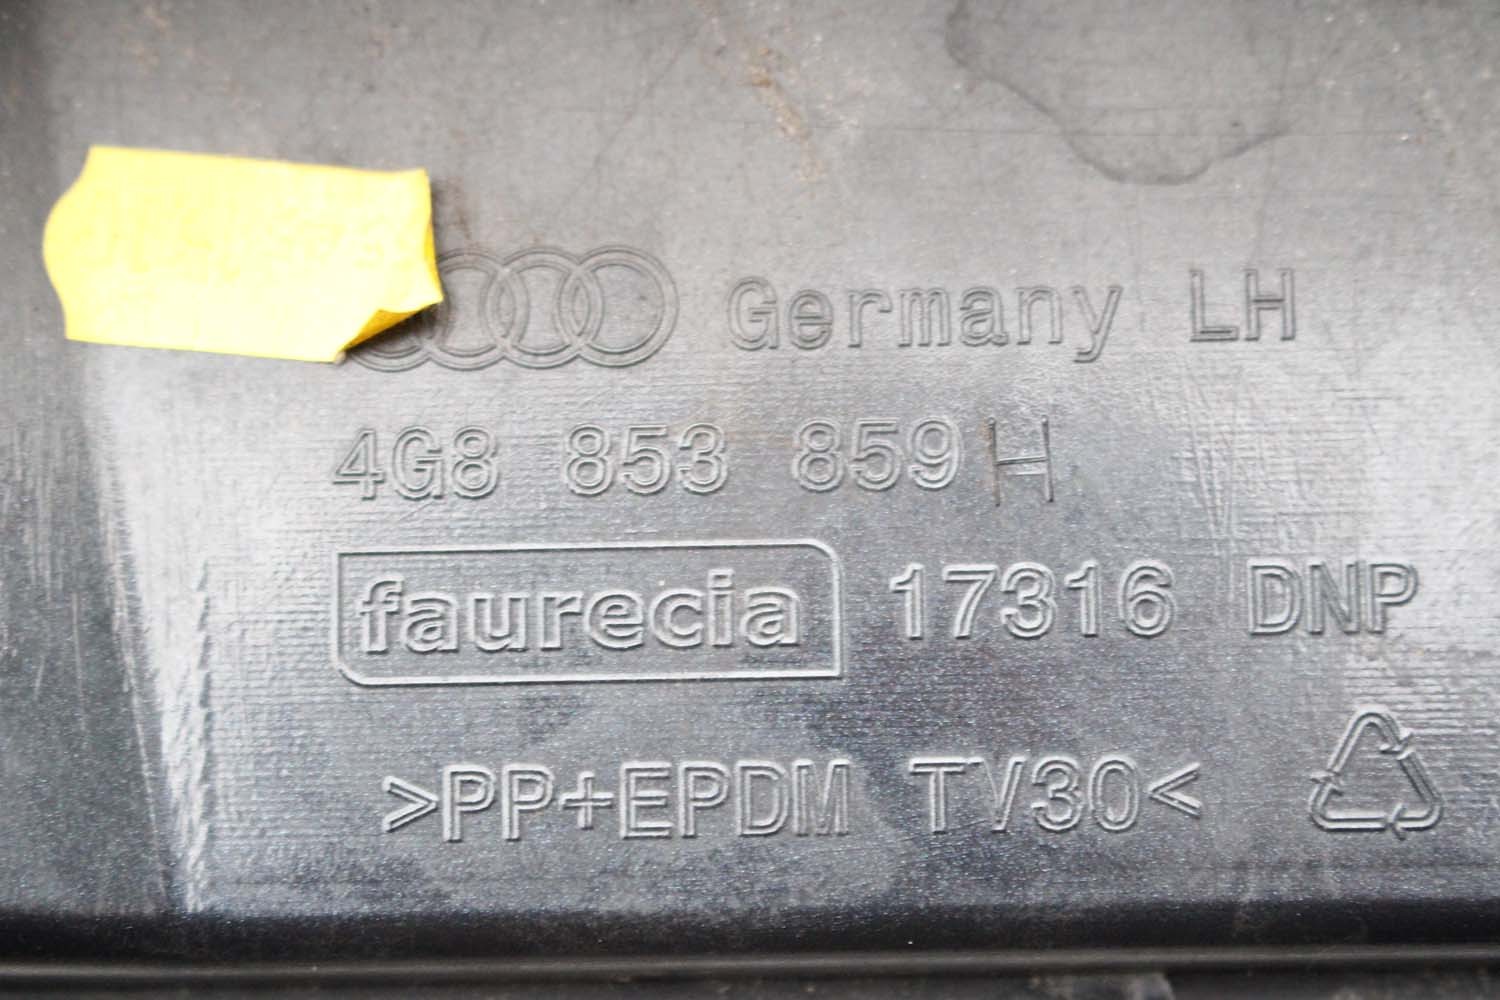 Germany LH
4G8 853 859 H
faurecia 17316 DNP
>PP+EPDM TV30<